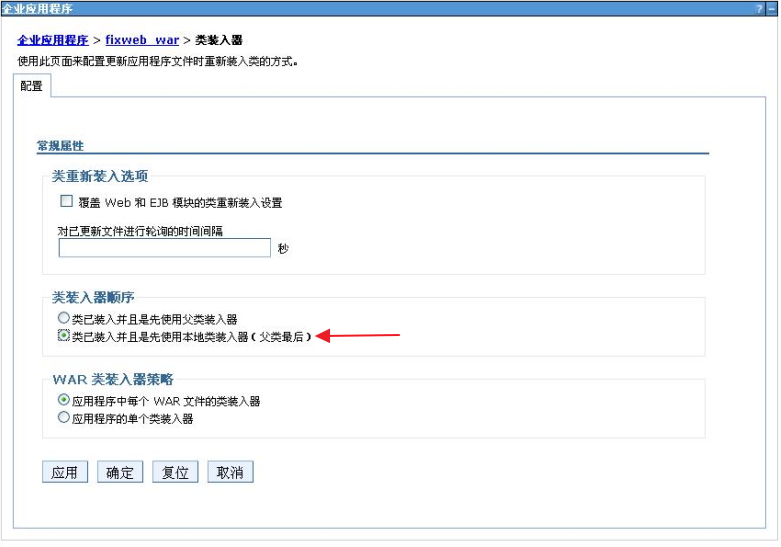 企业应用程序 ? –
企业应用程序 > fixweb_war > 类装入器
使用此页面来配置更新应用程序文件时重新装入类的方式。
配置
常规属性
类重新装入选项
覆盖 Web 和 EJB 模块的类重新装入设置
对已更新文件进行轮询的时间间隔
秒
类装入器顺序
类已装入并且是先使用父类装入器
类已装入并且是先使用本地类装入器(父类最后)
WAR 类装入器策略
应用程序中每个 WAR 文件的类装入器
应用程序的单个类装入器
应用 确定 复位 取消